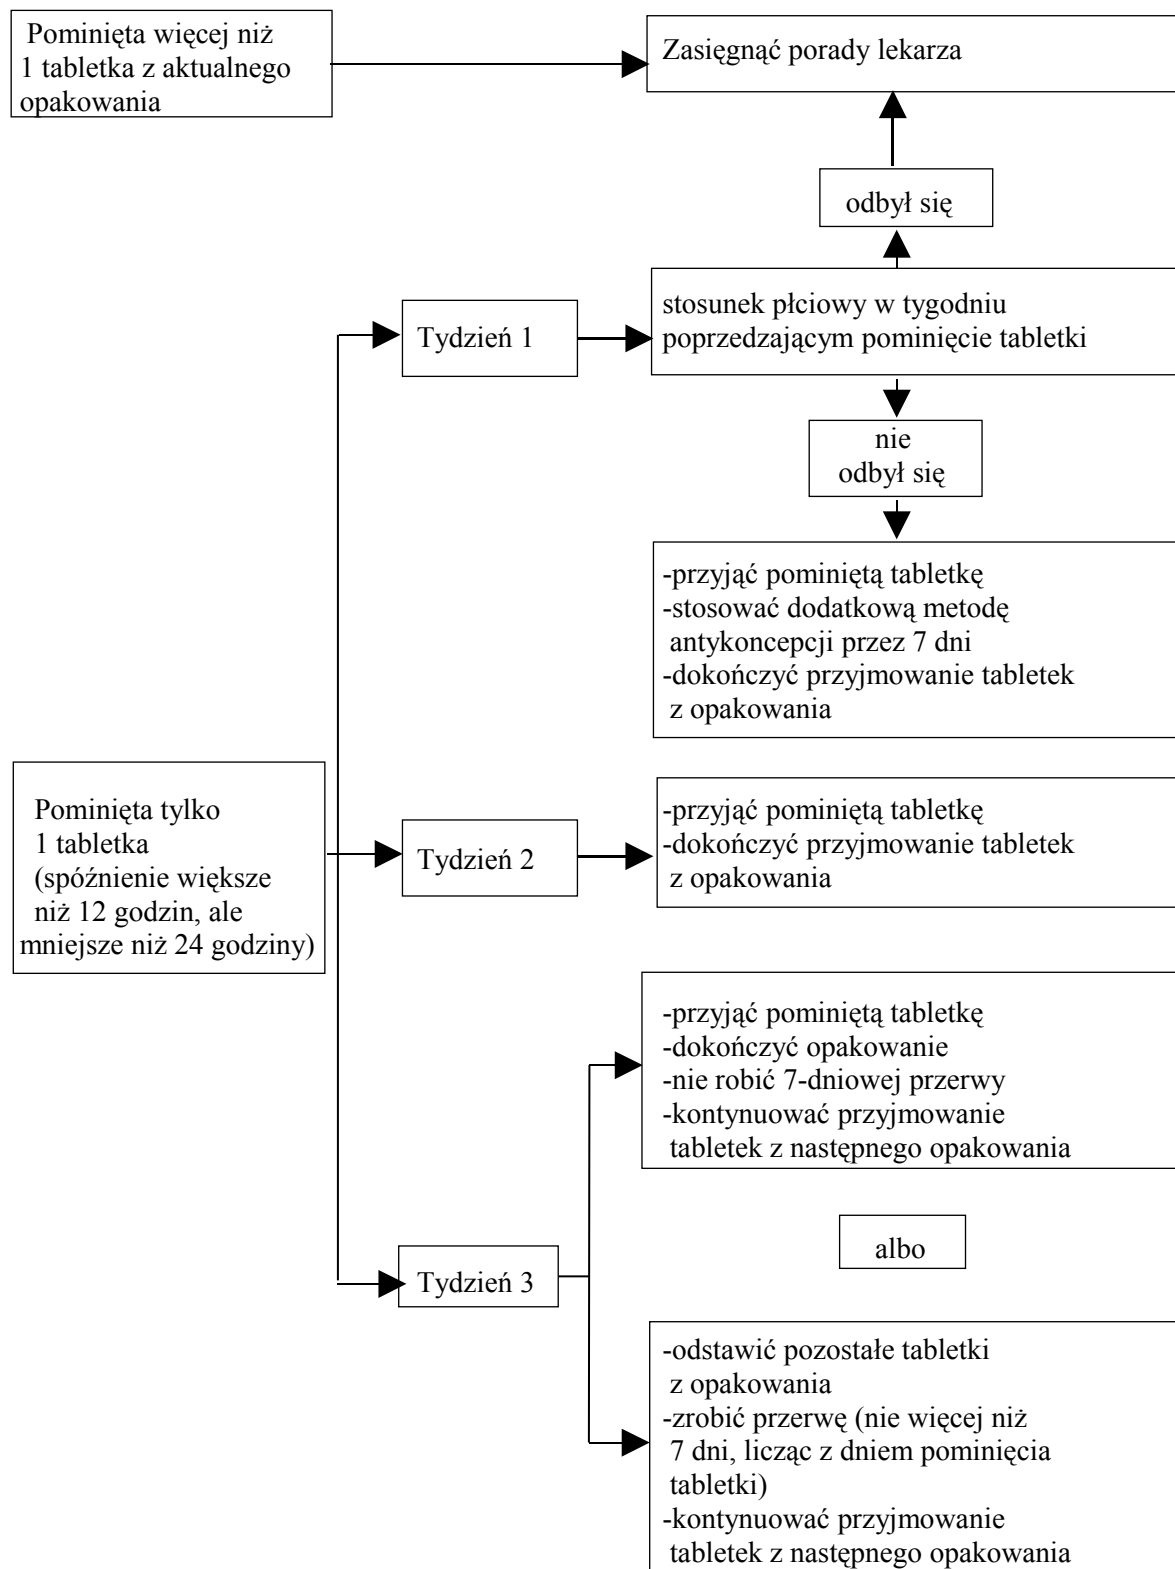 Pominięta więcej niż
1 tabletka z aktualnego
opakowania
Zasięgnąć porady lekarza
odbył się
stosunek płciowy w tygodniu
poprzedzającym pominięcie tabletki
Tydzień 1
nie
odbył się
-przyjąć pominiętą tabletkę
-stosować dodatkową metodę
antykoncepcji przez 7 dni
-dokończyć przyjmowanie tabletek
z opakowania
Pominięta tylko
1 tabletka
(spóźnienie większe
niż 12 godzin, ale
mniejsze niż 24 godziny)
Tydzień 2
-przyjąć pominiętą tabletkę
-dokończyć przyjmowanie tabletek
z opakowania
-przyjąć pominiętą tabletkę
-dokończyć opakowanie
-nie robić 7-dniowej przerwy
-kontynuować przyjmowanie
tabletek z następnego opakowania
albo
Tydzień 3
-odstawić pozostałe tabletki
z opakowania
-zrobić przerwę (nie więcej niż
7 dni, licząc z dniem pominięcia
tabletki)
-kontynuować przyjmowanie
tabletek z następnego opakowania